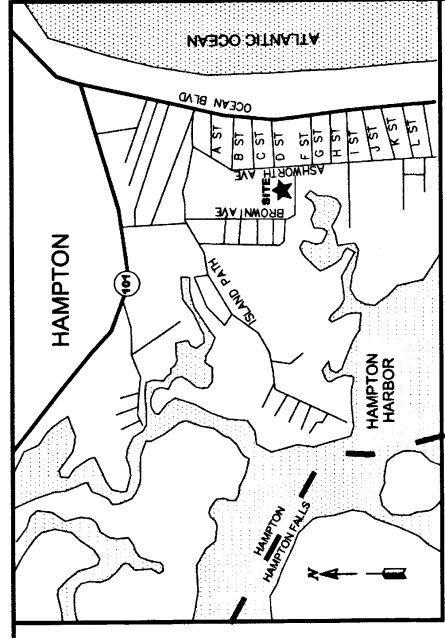 HAMPTON
101
ATLANTIC OCEAN
OCEAN BLVD
A ST
B ST
C ST
D ST
F ST
G ST
H ST
I ST
J ST
K ST
L ST
ASHWORTH AVE
SITE
BROWN AVE
ISLAND PATH
HAMPTON
HARBOR
HAMPTON
HAMPTON FALLS
N